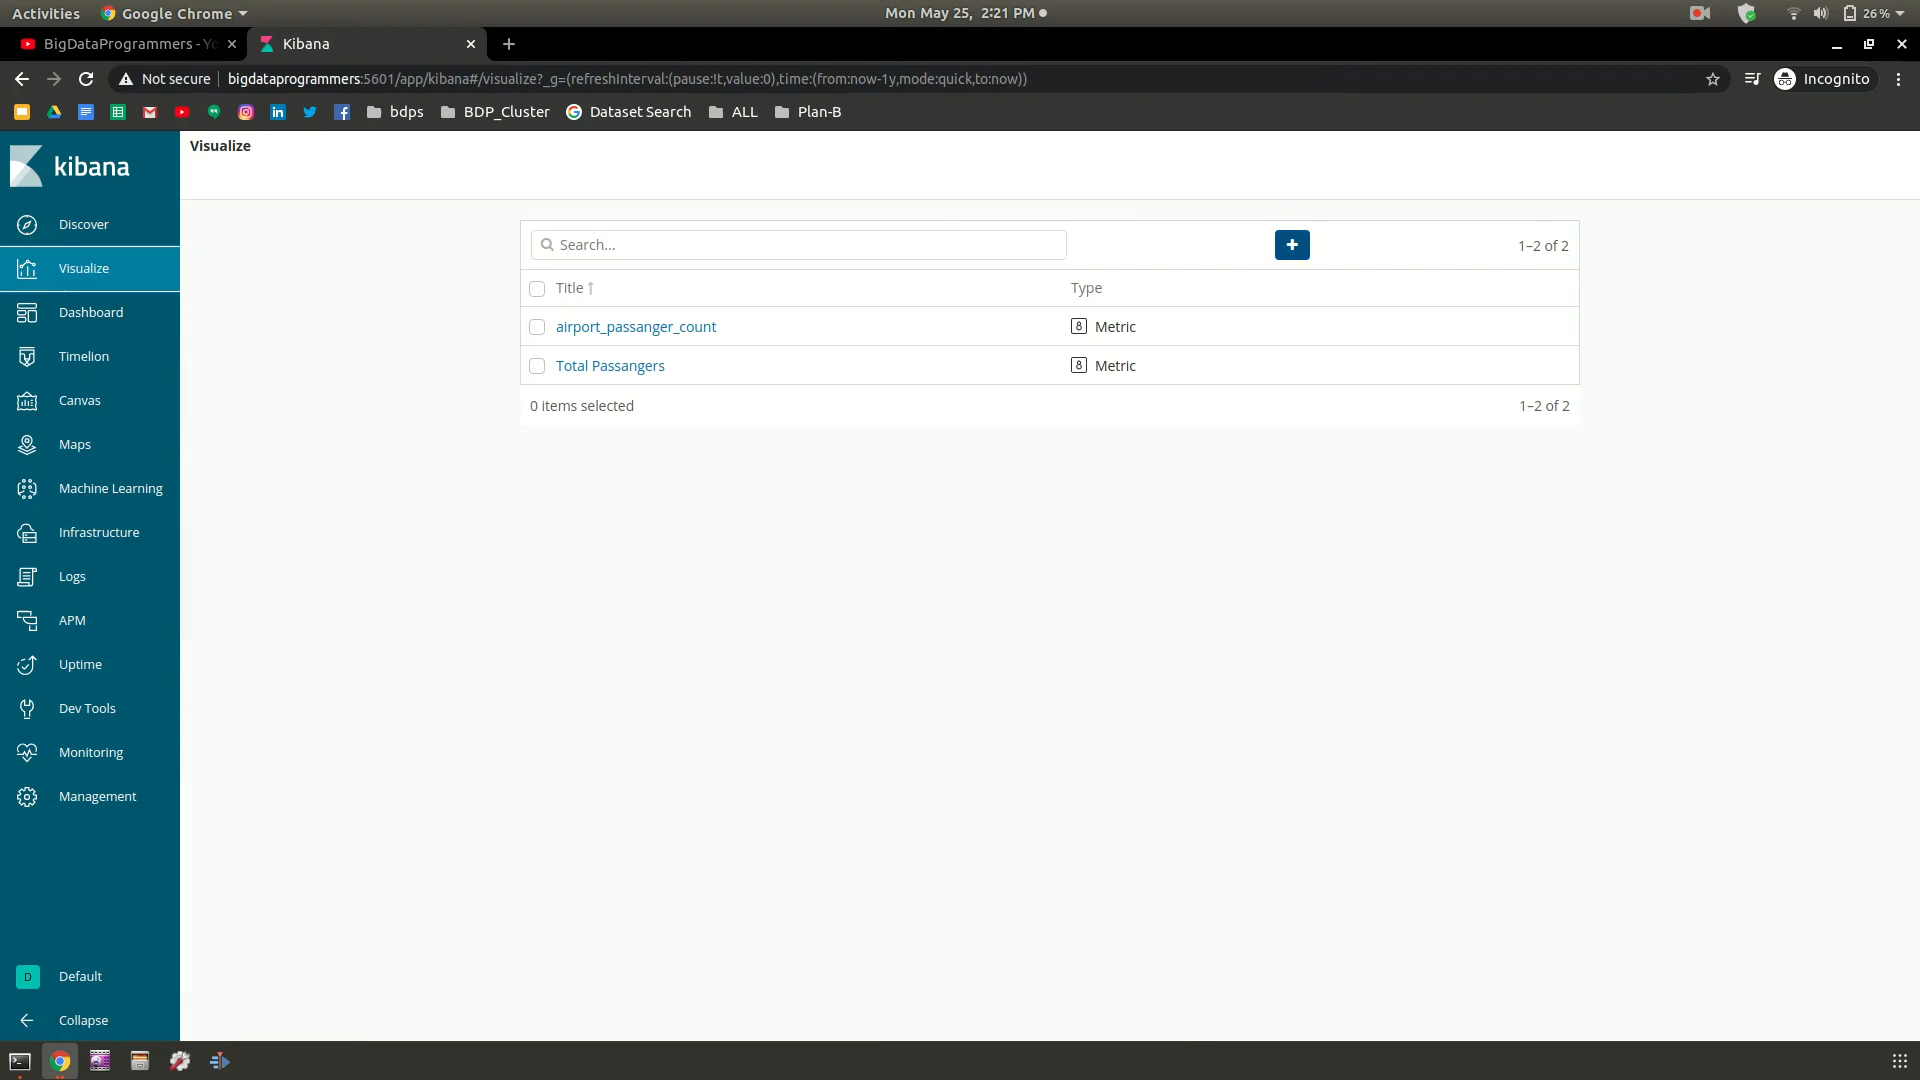 Activities
Google Chrome
Mon May 25, 2:21 PM
26%
BigDataProgrammers - Yo
Kibana
Not secure
bigdataprogrammers:5601/app/kibana#/visualize?_g=(refreshInterval:(pause:!t,value:0),time:(from:now-1y,mode:quick,to:now))
Incognito
bdps
BDP_Cluster
Dataset Search
ALL
Plan-B
kibana
Visualize
Discover
Visualize
Dashboard
Timelion
Canvas
Maps
Machine Learning
Infrastructure
Logs
APM
Uptime
Dev Tools
Monitoring
Management
D Default
Collapse
Search...
1–2 of 2
Title
Type
airport_passanger_count
8 Metric
Total Passangers
8 Metric
0 items selected
1–2 of 2